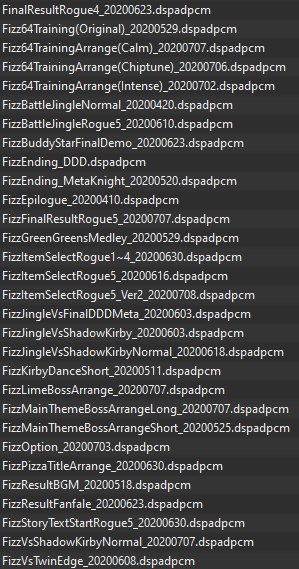 FinalResultRogue4_20200623.dspadpcm
Fizz64Training(Original)_20200529.dspadpcm
Fizz64TrainingArrange(Calm)_20200707.dspadpcm
Fizz64TrainingArrange(Chiptune)_20200706.dspadpcm
Fizz64TrainingArrange(Intense)_20200702.dspadpcm
FizzBattleJingleNormal_20200420.dspadpcm
FizzBattleJingleRogue5_20200610.dspadpcm
FizzBuddyStarFinalDemo_20200623.dspadpcm
FizzEnding_DDD.dspadpcm
FizzEnding_MetaKnight_20200520.dspadpcm
FizzEpilogue_20200410.dspadpcm
FizzFinalResultRogue5_20200707.dspadpcm
FizzGreenGreensMedley_20200529.dspadpcm
FizzItemSelectRogue1~4_20200630.dspadpcm
FizzItemSelectRogue5_20200616.dspadpcm
FizzItemSelectRogue5_Ver2_20200708.dspadpcm
FizzJingleVsFinalDDDMeta_20200603.dspadpcm
FizzJingleVsShadowKirby_20200603.dspadpcm
FizzJingleVsShadowKirbyNormal_20200618.dspadpcm
FizzKirbyDanceShort_20200511.dspadpcm
FizzLimeBossArrange_20200707.dspadpcm
FizzMainThemeBossArrangeLong_20200707.dspadpcm
FizzMainThemeBossArrangeShort_20200525.dspadpcm
FizzOption_20200703.dspadpcm
FizzPizzaTitleArrange_20200630.dspadpcm
FizzResultBGM_20200518.dspadpcm
FizzResultFanfale_20200623.dspadpcm
FizzStoryTextStartRogue5_20200630.dspadpcm
FizzVsShadowKirbyNormal_20200707.dspadpcm
FizzVsTwinEdge_20200608.dspadpcm